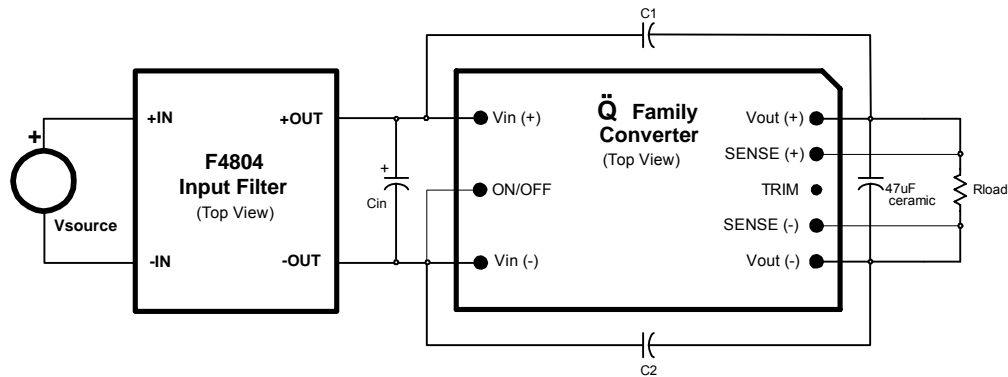 C1
+IN
+OUT
F4804
Input Filter
(Top View)
-IN
-OUT
+
Vsource
+
Cin
Q̈ Family
Converter
(Top View)
Vin (+)
ON/OFF
Vin (-)
Vout (+)
SENSE (+)
TRIM
SENSE (-)
Vout (-)
47uF
ceramic
Rload
C2